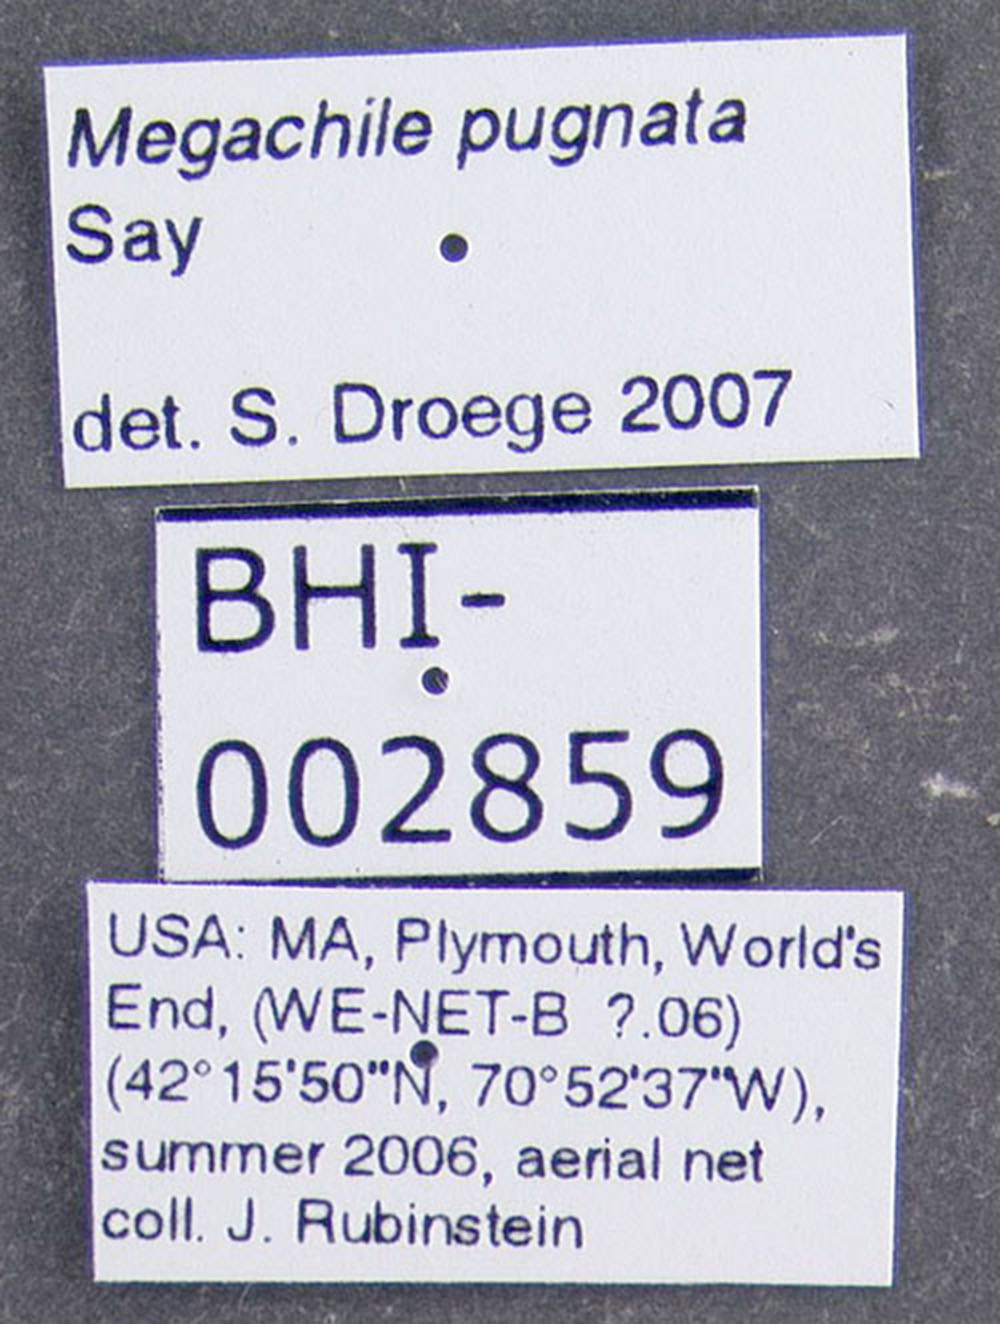 Megachile pugnata
Say
det. S. Droege 2007
BHI-
002859
USA: MA, Plymouth, World's
End, (WE-NET-B ?.06)
(42°15'50"N, 70°52'37"W),
summer 2006, aerial net
coll. J. Rubinstein